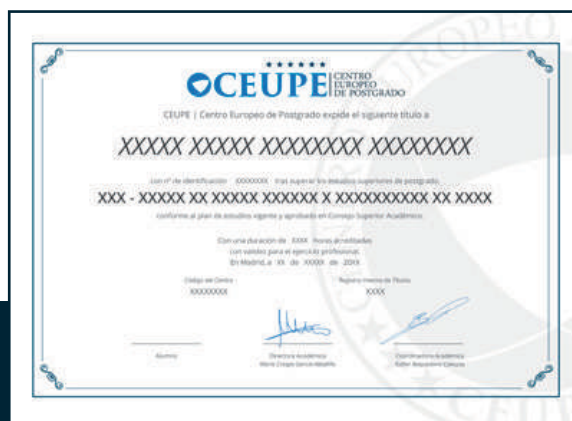 CEUPE
CENTRO
EUROPEO
DE POSTGRADO
CEUPE | Centro Europeo de Postgrado expide el siguiente título a
XXXXX XXXXX XXXXXXXX XXXXXXXX
con nº de identificación XXXXXXXX tras superar los estudios superiores de postgrado
XXX - XXXXX XX XXXXX XXXXXX X XXXXXXXXXX XX XXXX
conforme al plan de estudios vigente y aprobado en Consejo Superior Académico.
Con una duración de XXXX horas acreditadas
con validez para el ejercicio profesional.
En Madrid, a XX de XXXXX de 20XX
Código del Centro Registro Interno de Títulos
XXXXXXXX XXXX
Alumno Directora Académica Coordinadora Académica